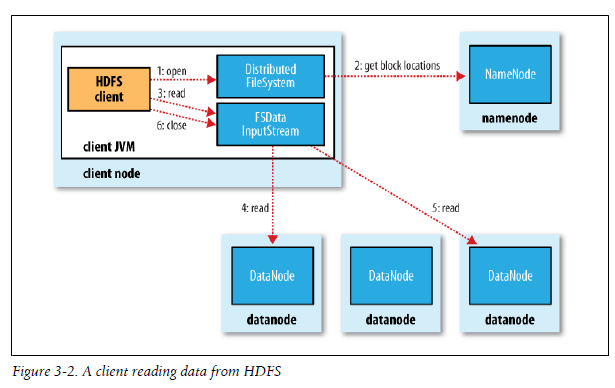 1: open
HDFS
client
3: read
6: close
Distributed
FileSystem
FSData
InputStream
client JVM
client node
2: get block locations
NameNode
namenode
4: read
5: read
DataNode
datanode
DataNode
datanode
DataNode
datanode
Figure 3-2. A client reading data from HDFS